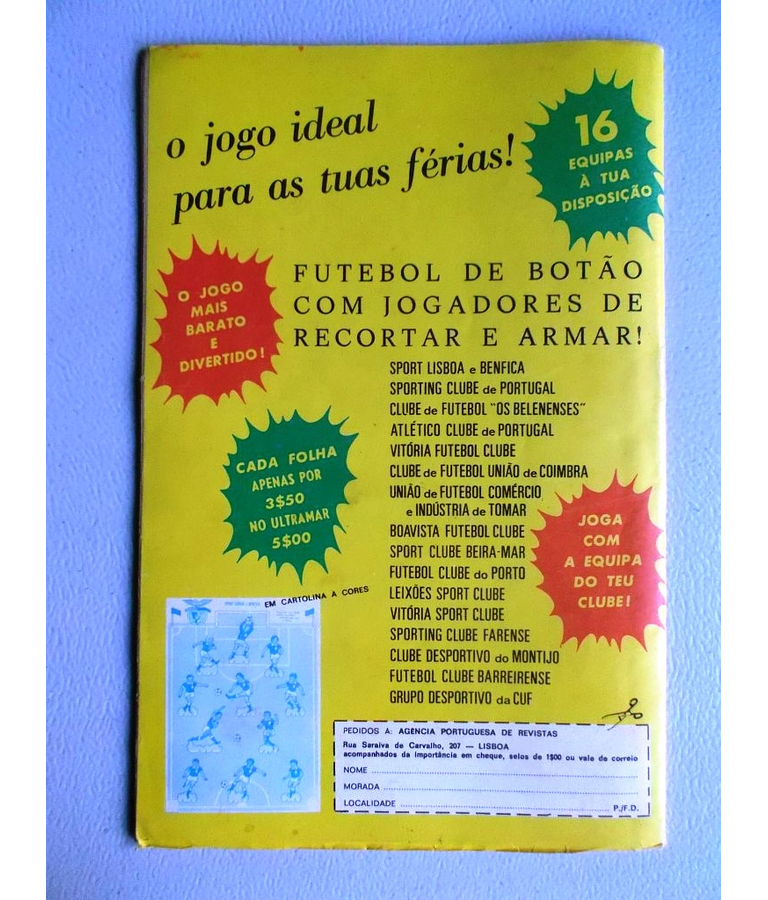 o jogo ideal
para as tuas férias!
16
EQUIPAS
À TUA
DISPOSIÇÃO
O JOGO
MAIS
BARATO
E
DIVERTIDO!
FUTEBOL DE BOTÃO
COM JOGADORES DE
RECORTAR E ARMAR!
SPORT LISBOA e BENFICA
SPORTING CLUBE de PORTUGAL
CLUBE de FUTEBOL "OS BELENENSES"
ATLÉTICO CLUBE de PORTUGAL
VITÓRIA FUTEBOL CLUBE
CLUBE de FUTEBOL UNIÃO de COIMBRA
UNIÃO de FUTEBOL COMÉRCIO
e INDÚSTRIA de TOMAR
BOAVISTA FUTEBOL CLUBE
SPORT CLUBE BEIRA-MAR
FUTEBOL CLUBE do PORTO
LEIXÕES SPORT CLUBE
VITÓRIA SPORT CLUBE
SPORTING CLUBE FARENSE
CLUBE DESPORTIVO do MONTIJO
FUTEBOL CLUBE BARREIRENSE
GRUPO DESPORTIVO da CUF
CADA FOLHA
APENAS POR
3$50
NO ULTRAMAR
5$00
JOGA
COM
A EQUIPA
DO TEU
CLUBE!
EM CARTOLINA A CORES
PEDIDOS À: AGENCIA PORTUGUESA DE REVISTAS
Rua Saraiva de Carvalho, 207 — LISBOA
acompanhados da importância em cheque, selos de 1$00 ou vale de correio
NOME
MORADA
LOCALIDADE
P./F.D.